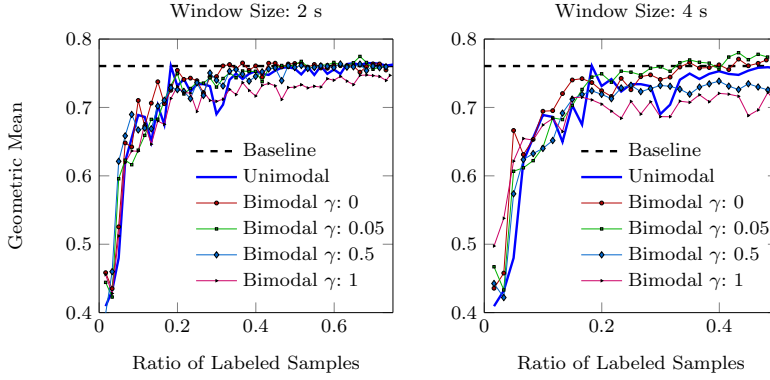 Window Size: 2 s
Geometric Mean
0.8
0.7
0.6
0.5
0.4
0
0.2
0.4
0.6
Ratio of Labeled Samples
Baseline
Unimodal
Bimodal γ: 0
Bimodal γ: 0.05
Bimodal γ: 0.5
Bimodal γ: 1
Window Size: 4 s
0.8
0.7
0.6
0.5
0.4
0
0.2
0.4
Ratio of Labeled Samples
Baseline
Unimodal
Bimodal γ: 0
Bimodal γ: 0.05
Bimodal γ: 0.5
Bimodal γ: 1